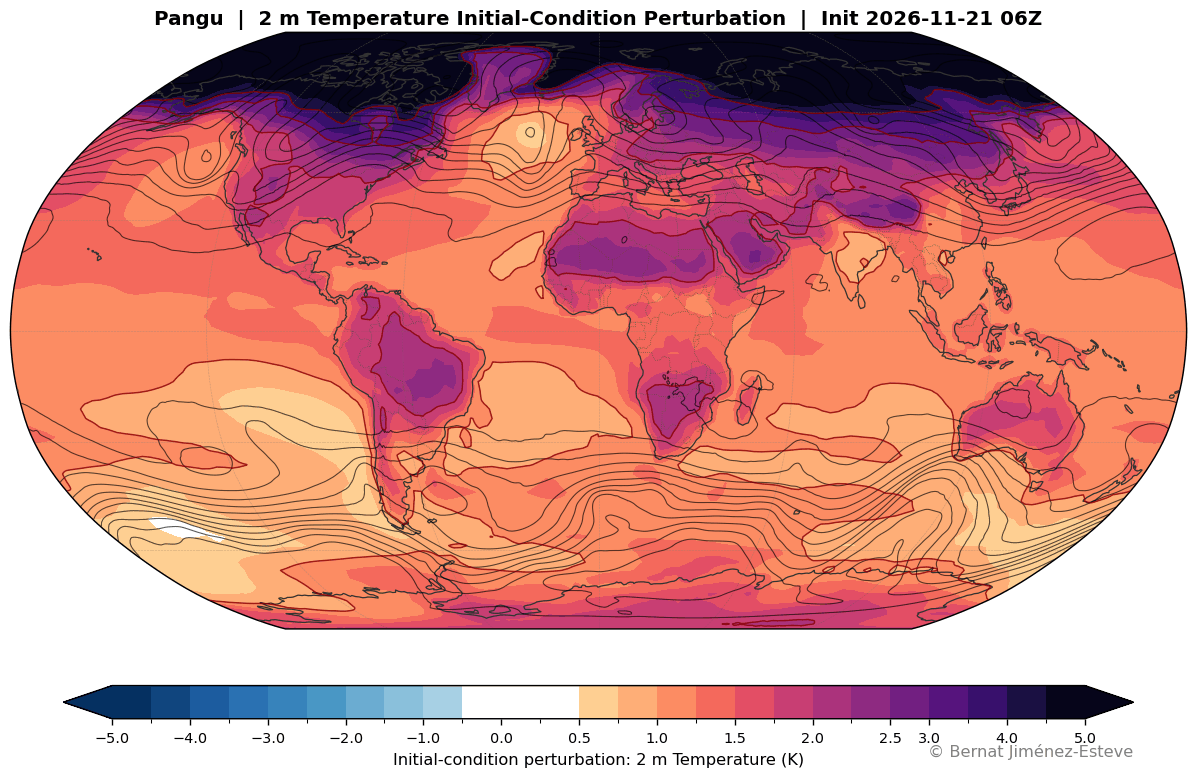 Pangu | 2 m Temperature Initial-Condition Perturbation | Init 2026-11-21 06Z
−5.0 −4.0 −3.0 −2.0 −1.0 0.0 0.5 1.0 1.5 2.0 2.5 3.0 4.0 5.0
Initial-condition perturbation: 2 m Temperature (K)
© Bernat Jiménez-Esteve